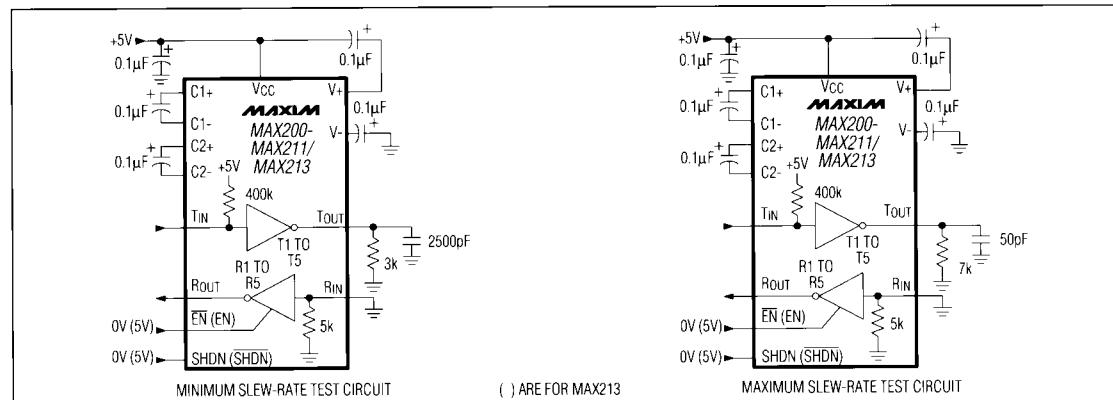 +5V
0.1µF
0.1µF
0.1µF
0.1µF
0.1µF
C1+
C1-
C2+
C2-
VCC
V+
V-
MAXIM
MAX200-
MAX211/
MAX213
+5V
400k
TIN
TOUT
T1 TO
T5
3k
2500pF
ROUT
R1 TO
R5
RIN
5k
0V (5V)
EN (EN)
0V (5V)
SHDN (SHDN)
MINIMUM SLEW-RATE TEST CIRCUIT
( ) ARE FOR MAX213
+5V
0.1µF
0.1µF
0.1µF
0.1µF
0.1µF
C1+
C1-
C2+
C2-
VCC
V+
V-
MAXIM
MAX200-
MAX211/
MAX213
+5V
400k
TIN
TOUT
T1 TO
T5
7k
50pF
ROUT
R1 TO
R5
RIN
5k
0V (5V)
EN (EN)
0V (5V)
SHDN (SHDN)
MAXIMUM SLEW-RATE TEST CIRCUIT